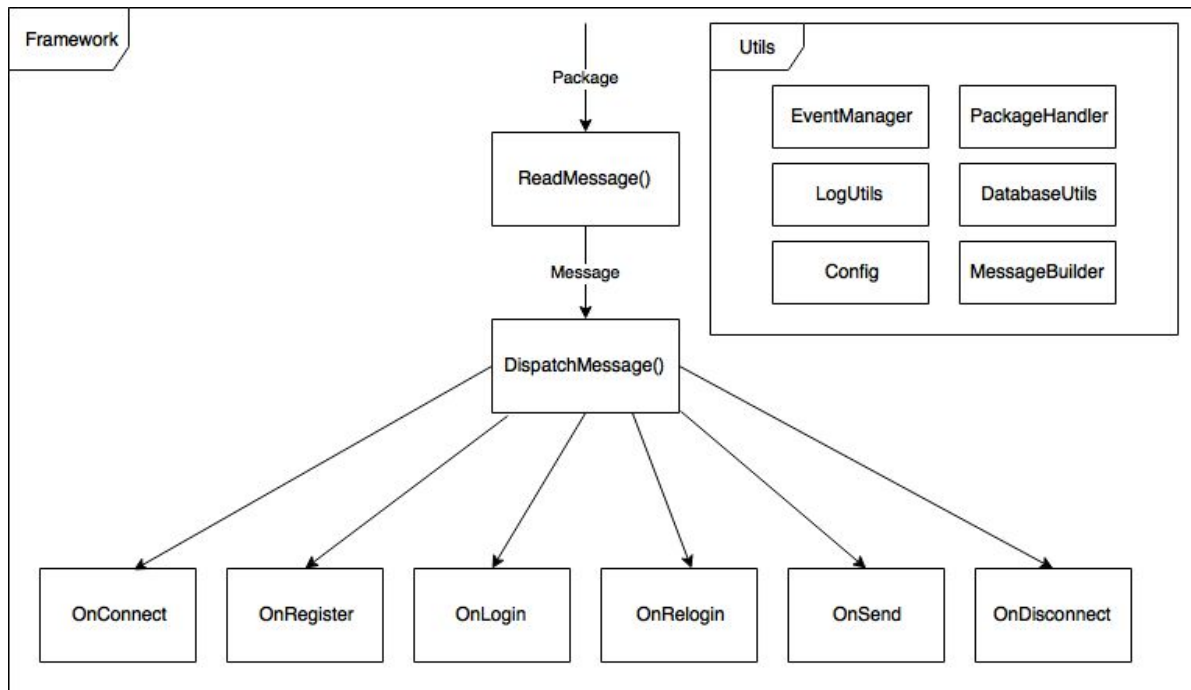 Framework
Package
ReadMessage()
Message
DispatchMessage()
Utils
EventManager
PackageHandler
LogUtils
DatabaseUtils
Config
MessageBuilder
OnConnect
OnRegister
OnLogin
OnRelogin
OnSend
OnDisconnect